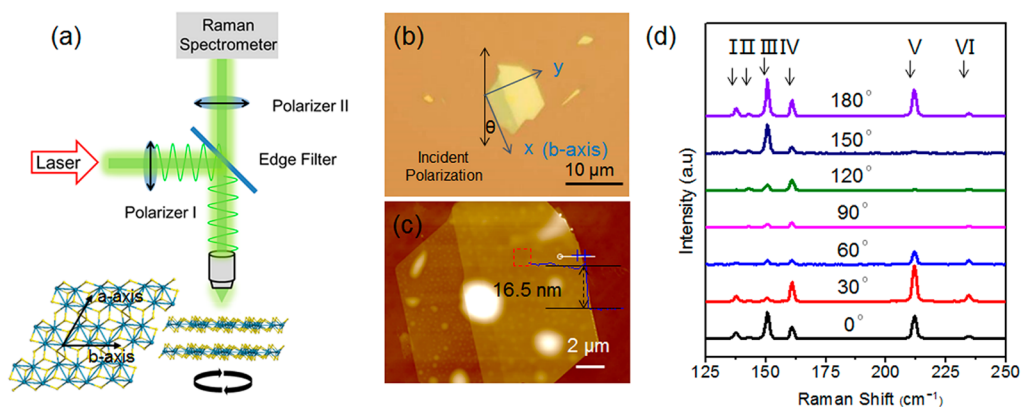 (a)
Raman
Spectrometer
Polarizer II
Laser
Edge Filter
Polarizer I
a-axis
b-axis
(b)
y
θ
x (b-axis)
Incident
Polarization
10 μm
(c)
16.5 nm
2 μm
(d)
I II III IV V VI
180°
150°
120°
90°
60°
30°
0°
Intensity (a.u)
125 150 175 200 225 250
Raman Shift (cm⁻¹)